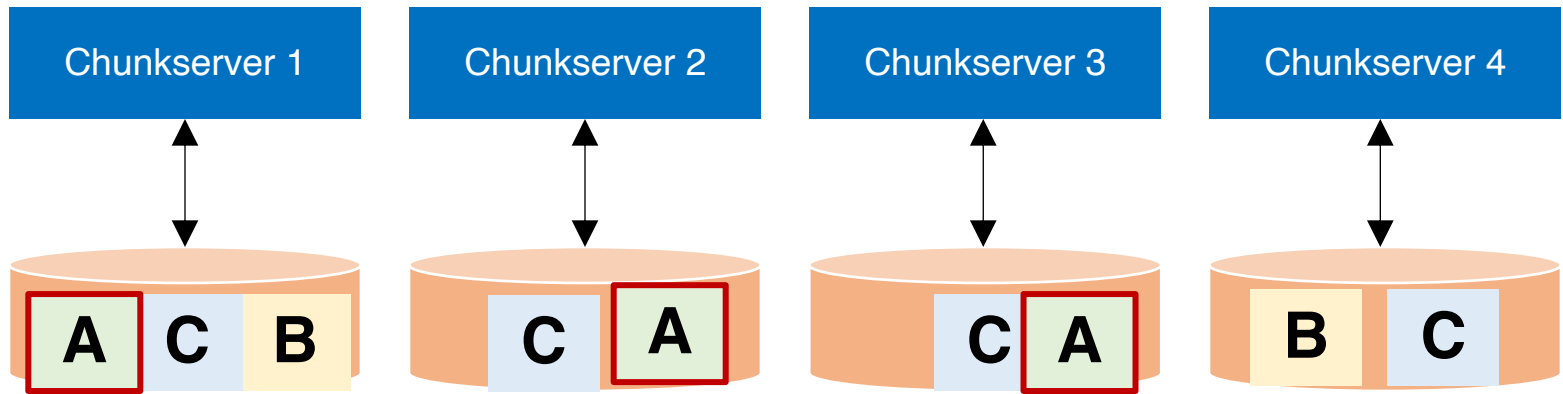 Chunkserver 1
Chunkserver 2
Chunkserver 3
Chunkserver 4
A C B
C A
C A
B C